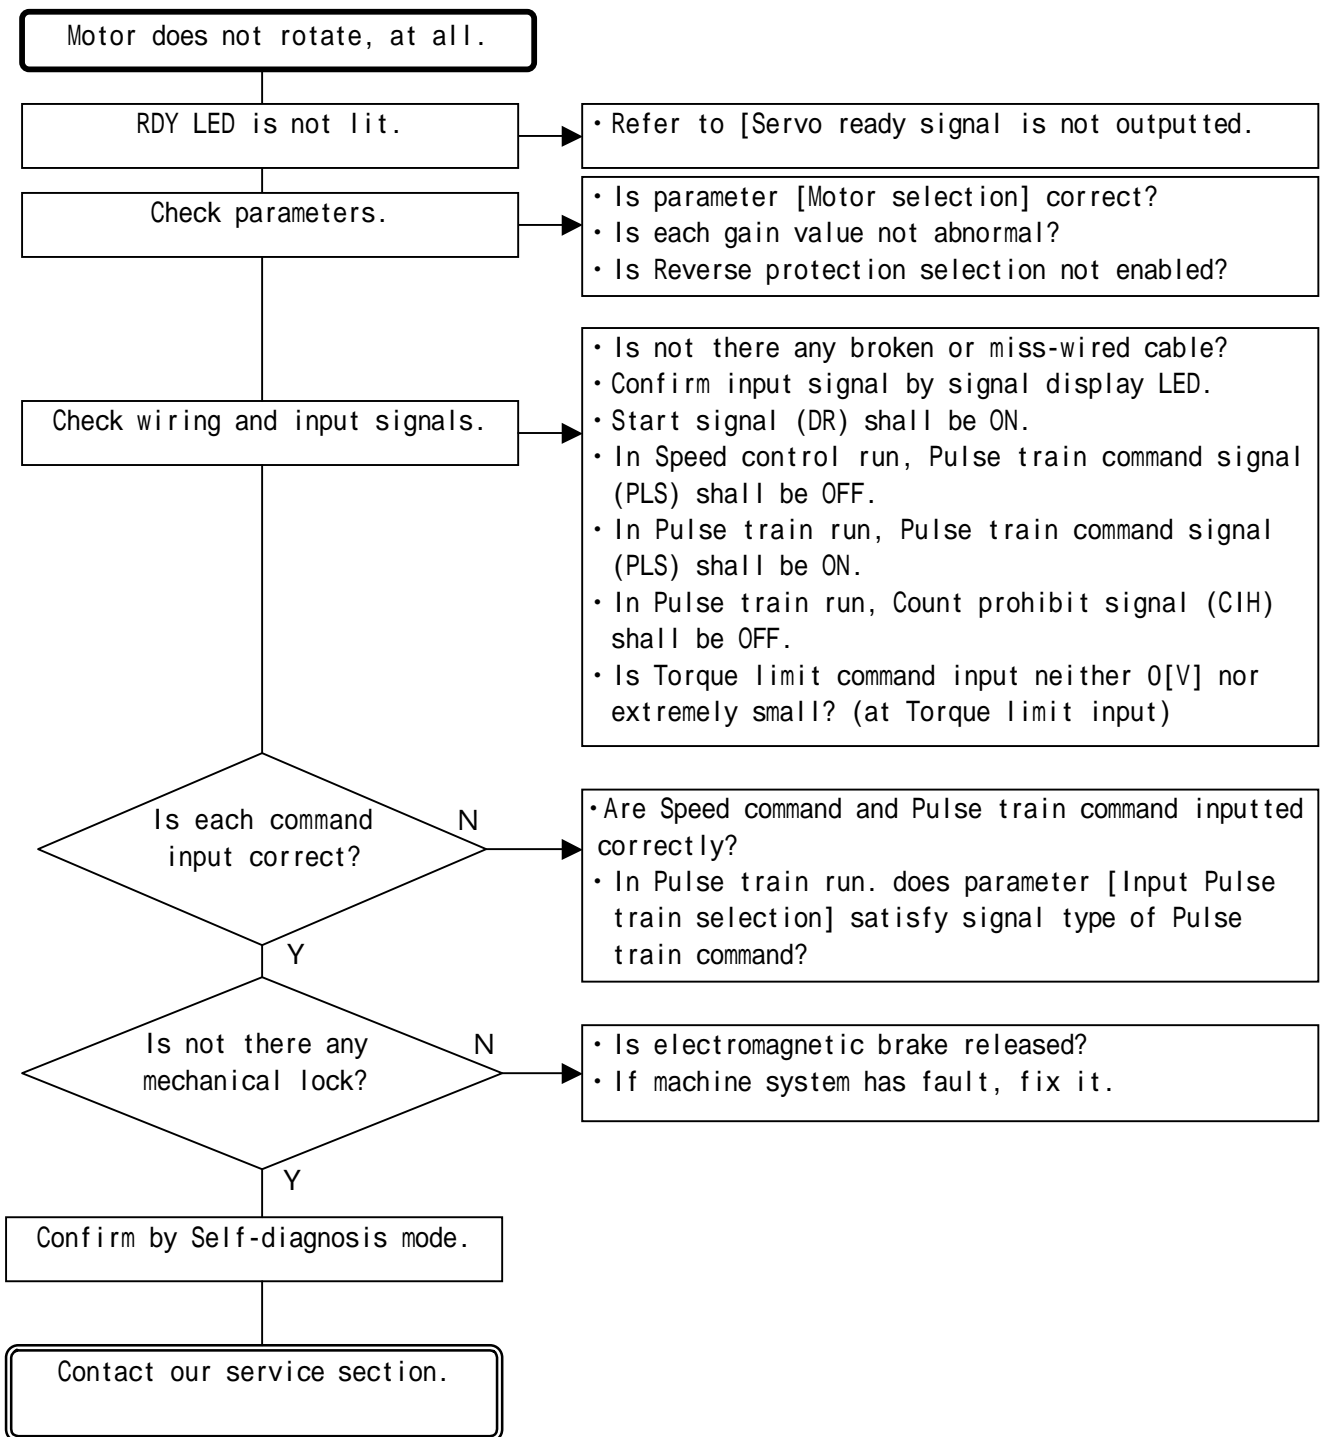 Motor does not rotate, at all.
RDY LED is not lit.
・Refer to [Servo ready signal is not outputted.
Check parameters.
・Is parameter [Motor selection] correct?
・Is each gain value not abnormal?
・Is Reverse protection selection not enabled?
Check wiring and input signals.
・Is not there any broken or miss-wired cable?
・Confirm input signal by signal display LED.
・Start signal (DR) shall be ON.
・In Speed control run, Pulse train command signal
(PLS) shall be OFF.
・In Pulse train run, Pulse train command signal
(PLS) shall be ON.
・In Pulse train run, Count prohibit signal (CIH)
shall be OFF.
・Is Torque limit command input neither 0[V] nor
extremely small? (at Torque limit input)
Is each command
input correct?
N
・Are Speed command and Pulse train command inputted
correctly?
・In Pulse train run. does parameter [Input Pulse
train selection] satisfy signal type of Pulse
train command?
Y
Is not there any
mechanical lock?
N
・Is electromagnetic brake released?
・If machine system has fault, fix it.
Y
Confirm by Self-diagnosis mode.
Contact our service section.